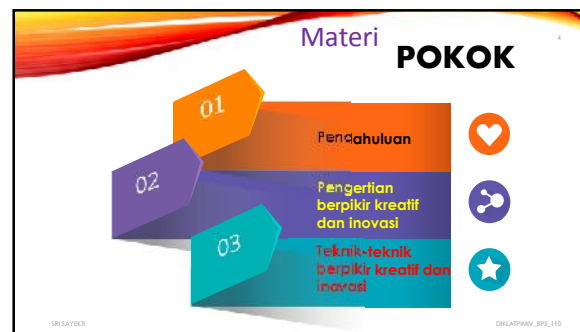 Materi
POKOK
4
01
Pendahuluan
02
Pengertian
berpikir kreatif
dan inovasi
03
Teknik-teknik
berpikir kreatif dan
inovasi
SRI SAYEKTI
DIKLATPIMIV_BPS_110